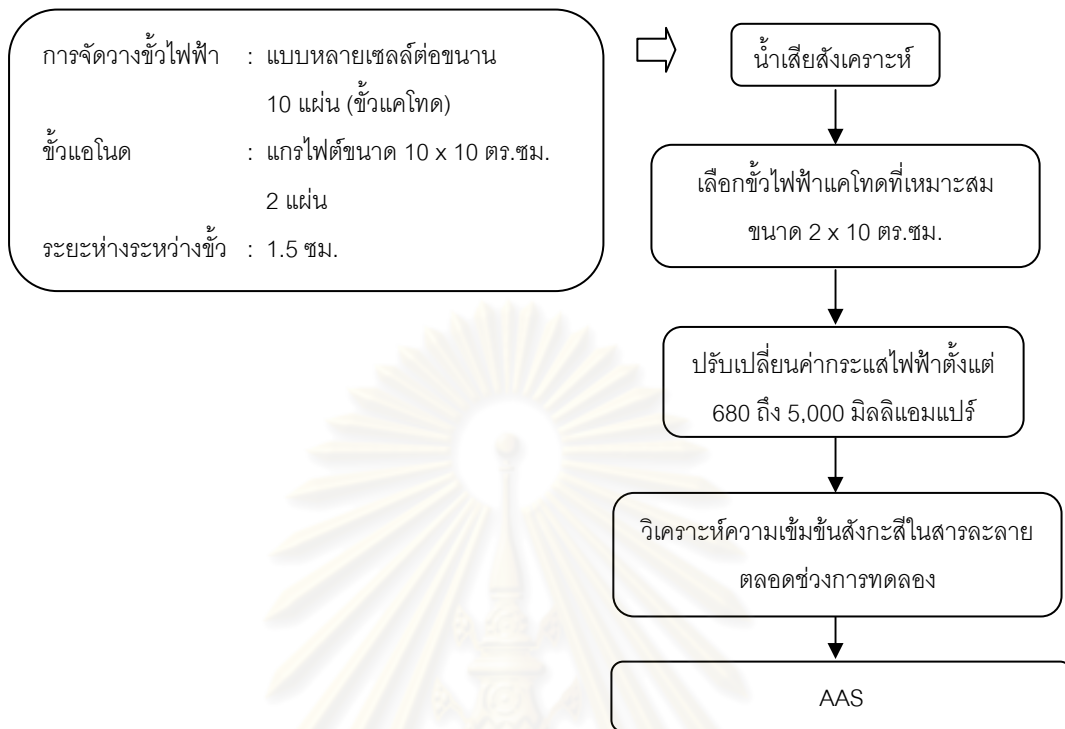 การจัดวางขั้วไฟฟ้า : แบบหลายเซลล์ต่อขนาน
10 แผ่น (ขั้วแคโทด)
ขั้วแอโนด : แกรไฟต์ขนาด 10 x 10 ตร.ซม.
2 แผ่น
ระยะห่างระหว่างขั้ว : 1.5 ซม.
น้ำเสียสังเคราะห์
เลือกขั้วไฟฟ้าแคโทดที่เหมาะสม
ขนาด 2 x 10 ตร.ซม.
ปรับเปลี่ยนค่ากระแสไฟฟ้าตั้งแต่
680 ถึง 5,000 มิลลิแอมแปร์
วิเคราะห์ความเข้มข้นสังกะสีในสารละลาย
ตลอดช่วงการทดลอง
AAS